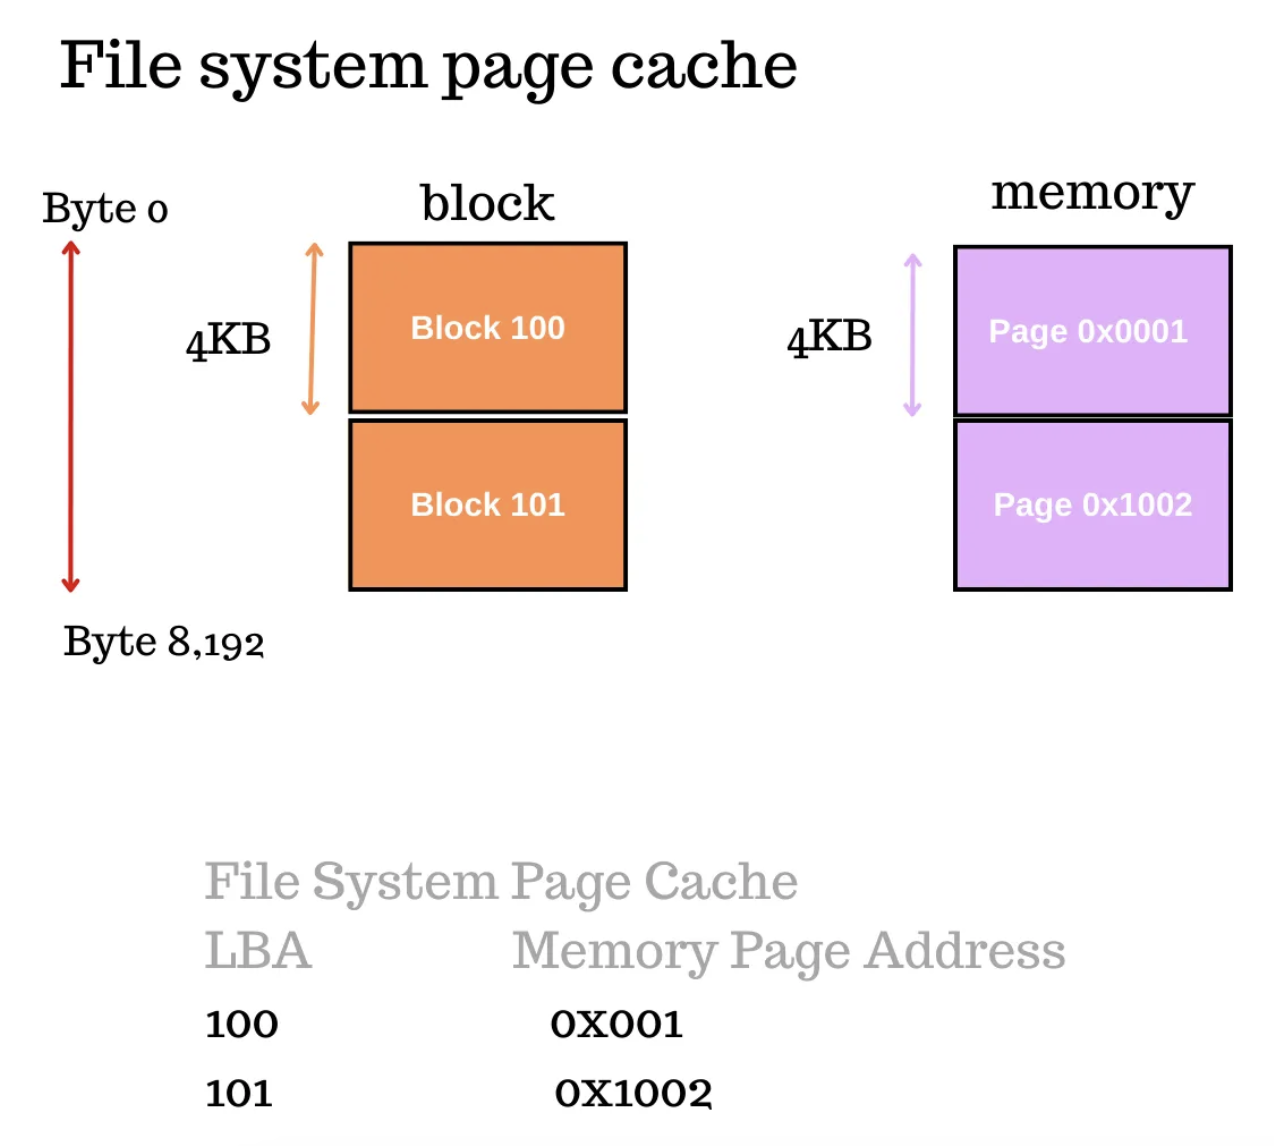 File system page cache
Byte 0
block
memory
4KB
Block 100
4KB
Page 0x0001
Block 101
Page 0x1002
Byte 8,192
File System Page Cache
LBA Memory Page Address
100 0X001
101 0X1002